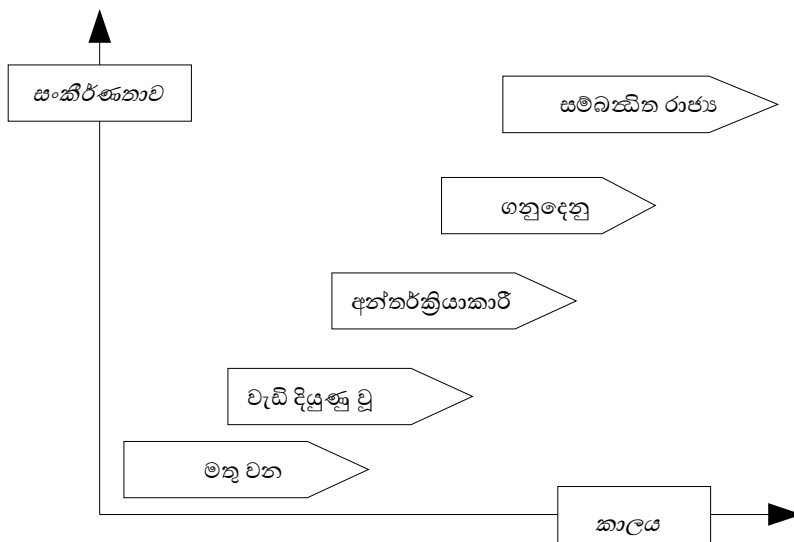 සංකීර්ණතාව
සම්බන්ධිත රාජ්‍ය
ගනුදෙනු
අන්තර්ක්‍රියාකාරී
වැඩි දියුණු වූ
මතු වන
කාලය